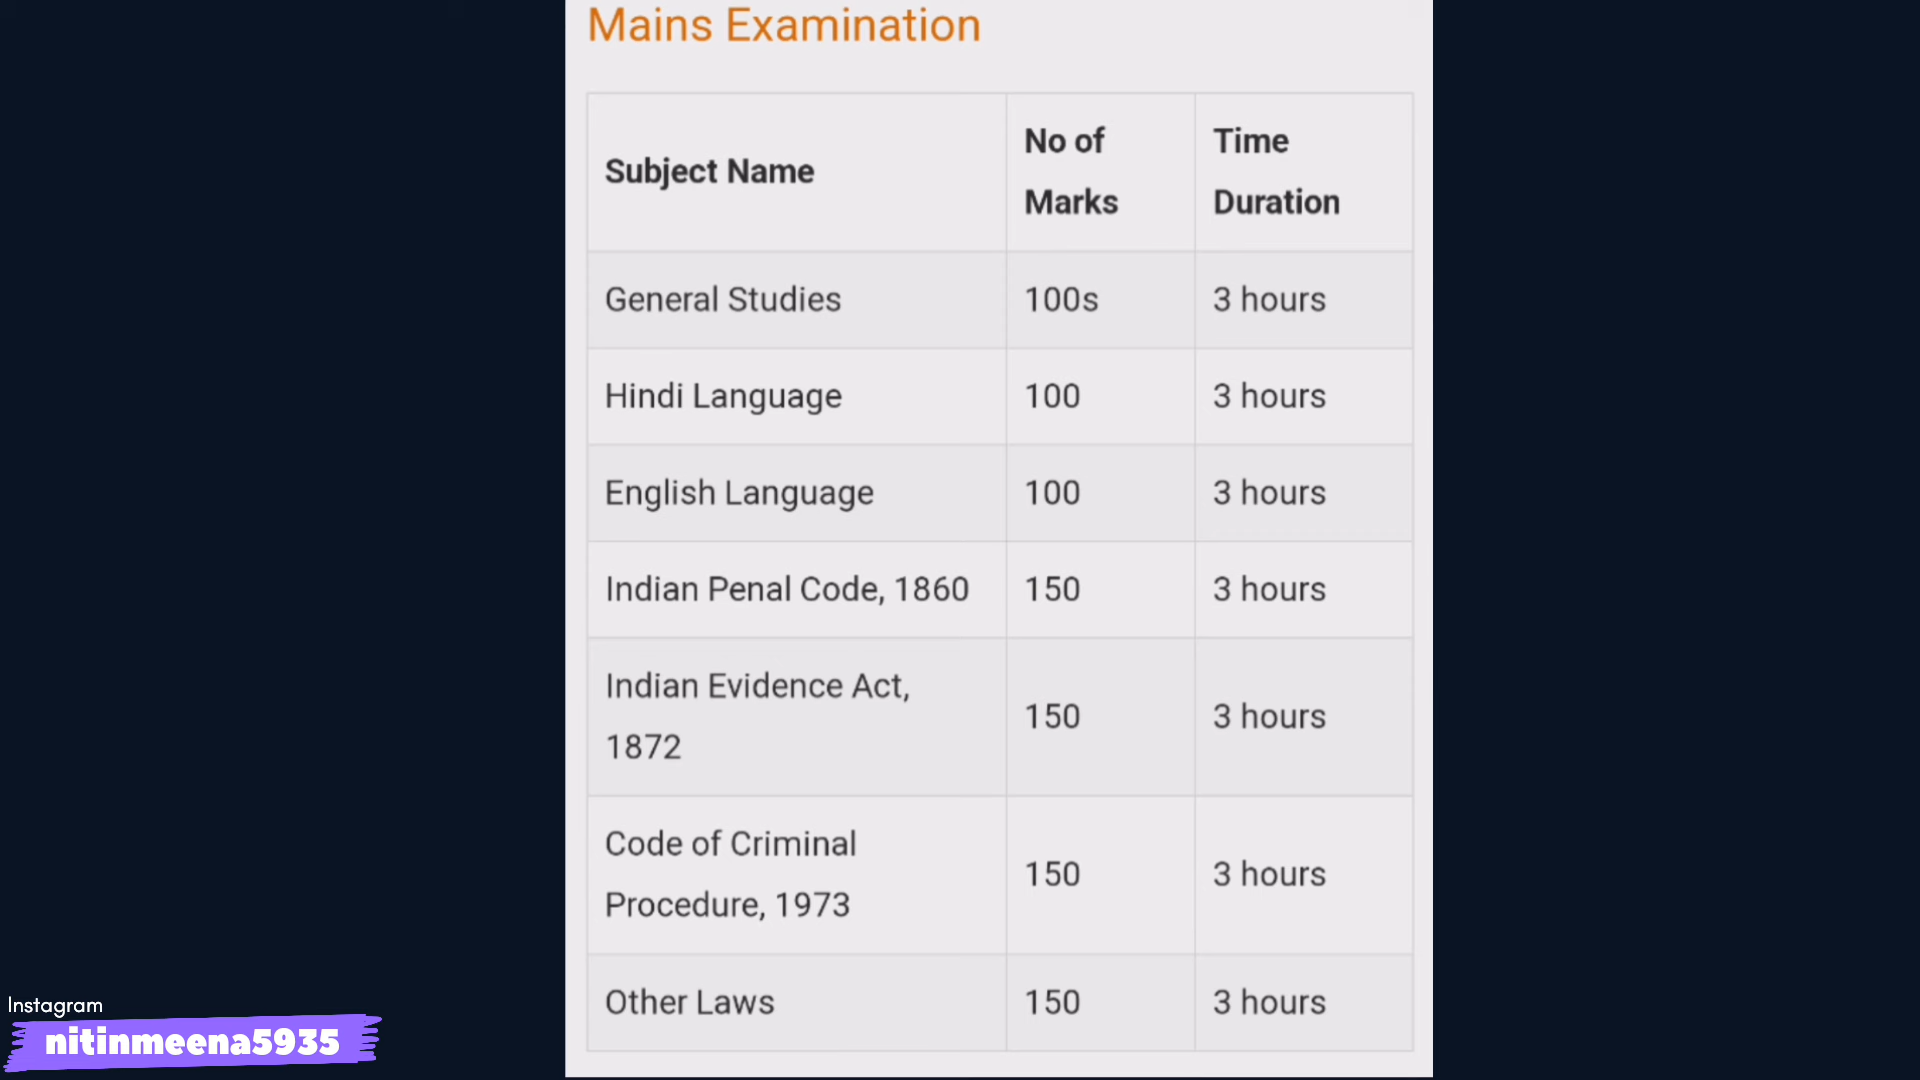 Mains Examination
Subject Name
No of
Marks
Time
Duration
General Studies
100s
3 hours
Hindi Language
100
3 hours
English Language
100
3 hours
Indian Penal Code, 1860
150
3 hours
Indian Evidence Act,
1872
150
3 hours
Code of Criminal
Procedure, 1973
150
3 hours
Other Laws
150
3 hours
Instagram
nitinmeena5935